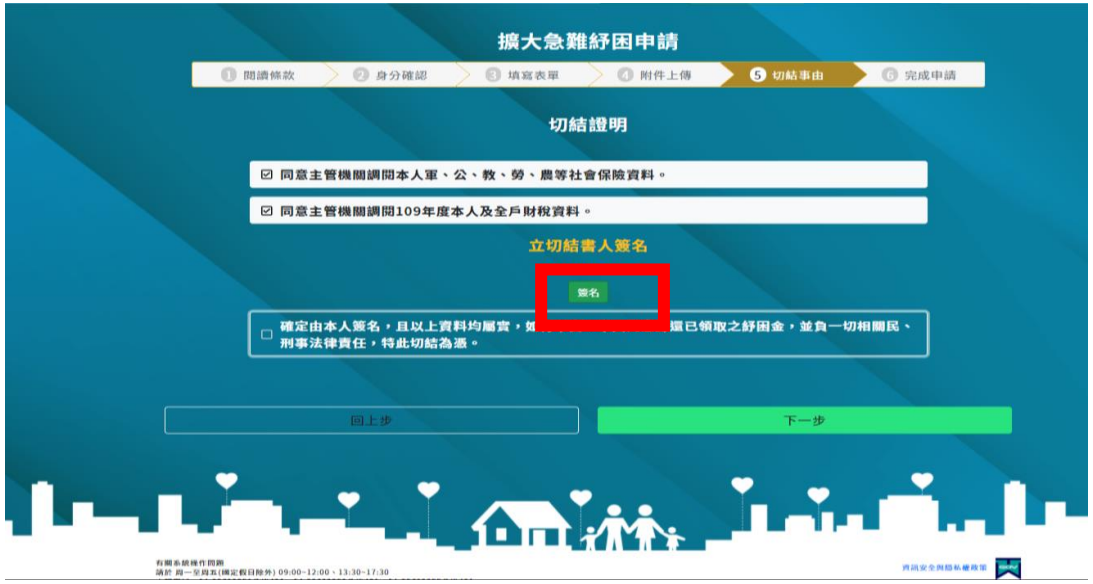 擴大急難紓困申請
1 閱讀條款
2 身分確認
3 填寫表單
4 附件上傳
5 切結事由
6 完成申請
切結證明
同意主管機關調閱本人軍、公、教、勞、農等社會保險資料。
同意主管機關調閱109年度本人及全戶財稅資料。
立切結書人簽名
簽名
確定由本人簽名,且以上資料均屬實,如 還已領取之紓困金,並負一切相關民、
刑事法律責任,特此切結為憑。
回上步
下一步
有關系統操作問題
請於 周一至周五(國定假日除外) 09:00~12:00、13:30~17:30
資訊安全與隱私權政策